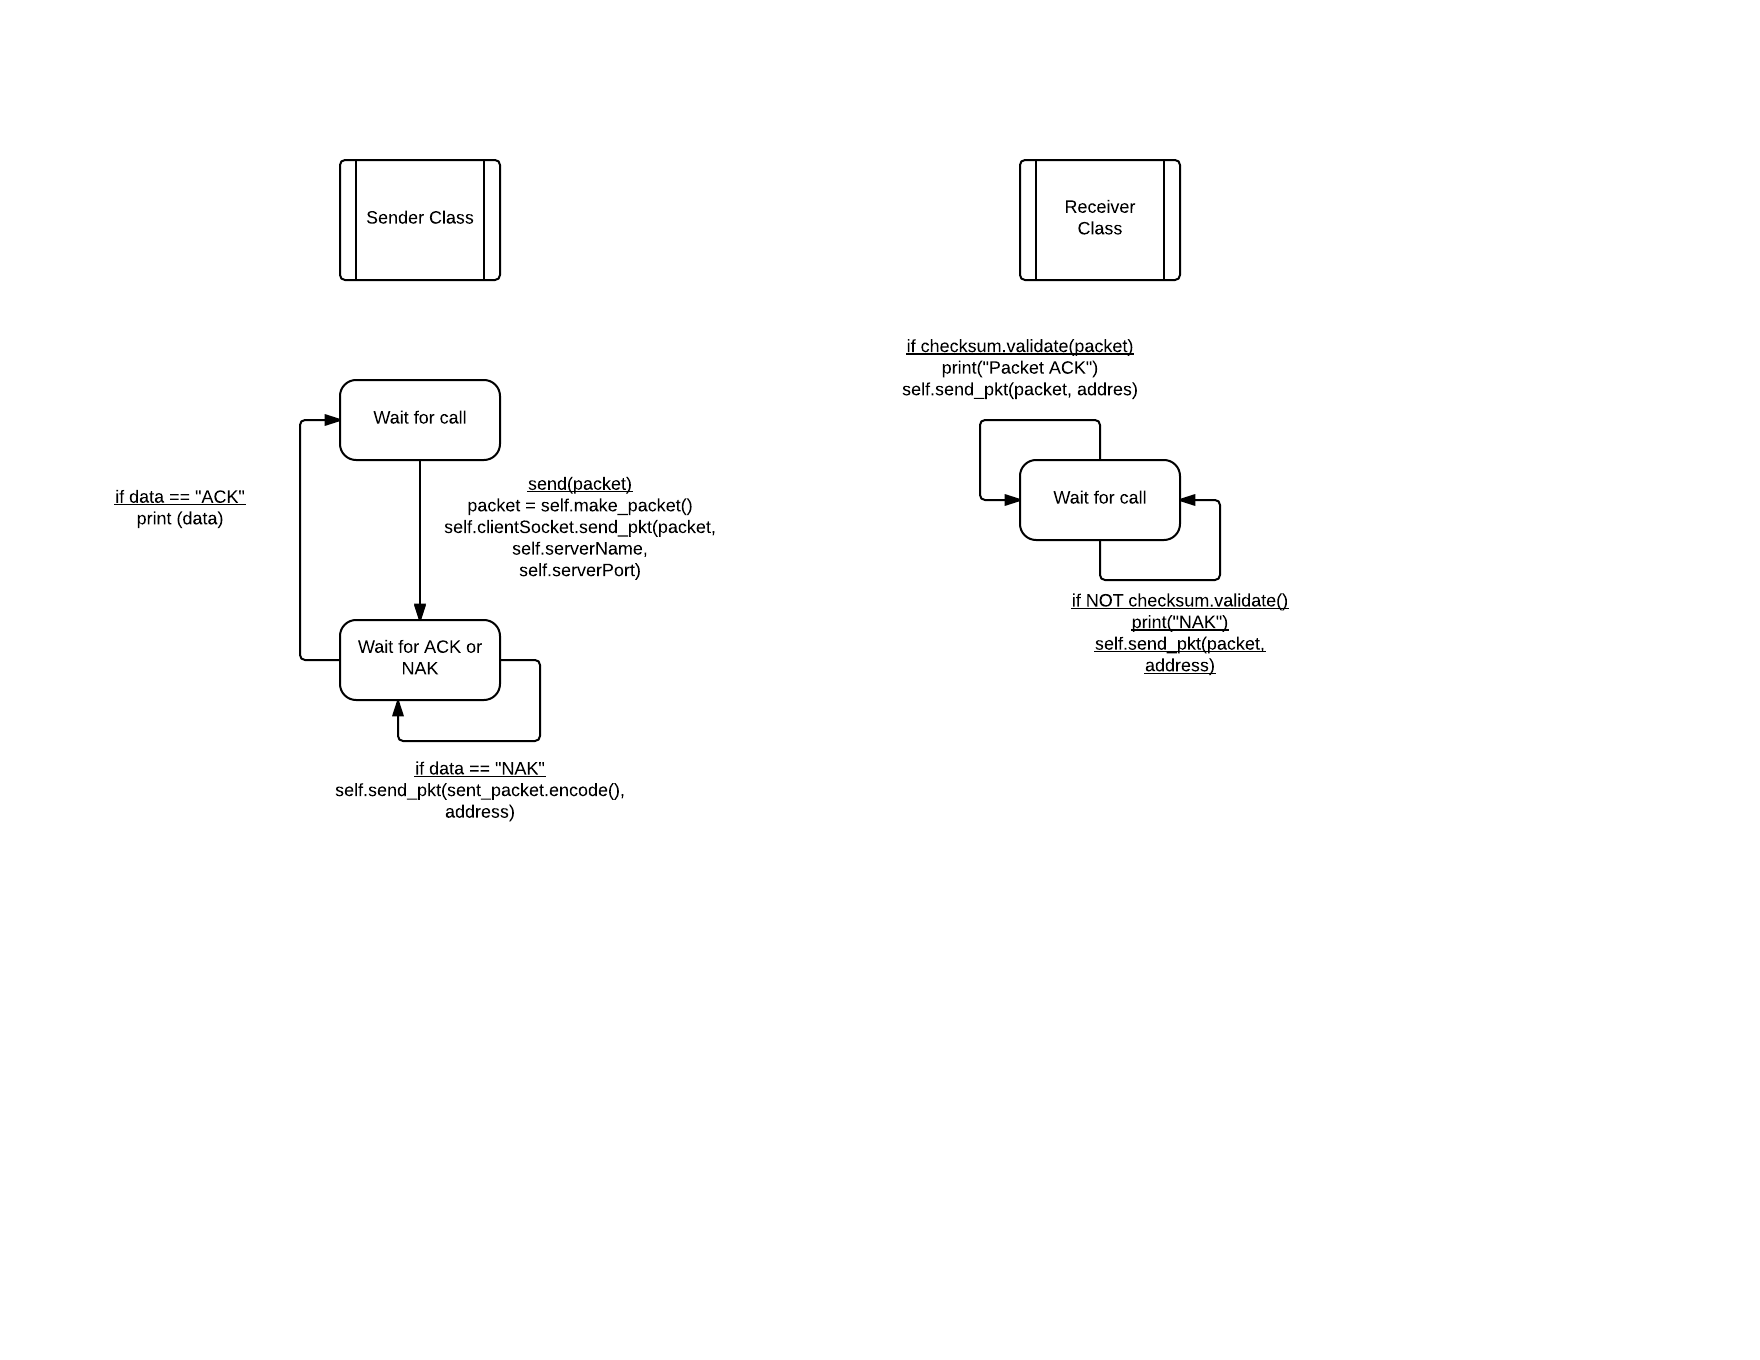 Sender Class
Wait for call
if data == "ACK"
print (data)
send(packet)
packet = self.make_packet()
self.clientSocket.send_pkt(packet,
self.serverName,
self.serverPort)
Wait for ACK or
NAK
if data == "NAK"
self.send_pkt(sent_packet.encode(),
address)
Receiver
Class
if checksum.validate(packet)
print("Packet ACK")
self.send_pkt(packet, addres)
Wait for call
if NOT checksum.validate()
print("NAK")
self.send_pkt(packet,
address)